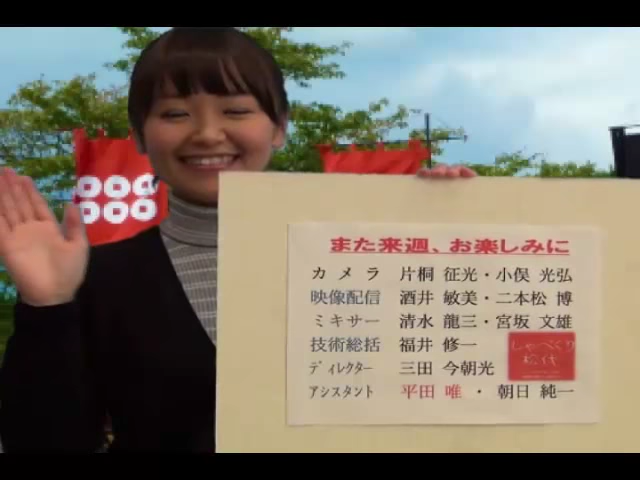 また来週、お楽しみに
カメラ 片桐 征光・小俣 光弘
映像配信 酒井 敏美・二本松 博
ミキサー 清水 龍三・宮坂 文雄
技術総括 福井 修一
ディレクター 三田 今朝光
アシスタント 平田 唯 ・ 朝日 純一
しゃべくり
松代